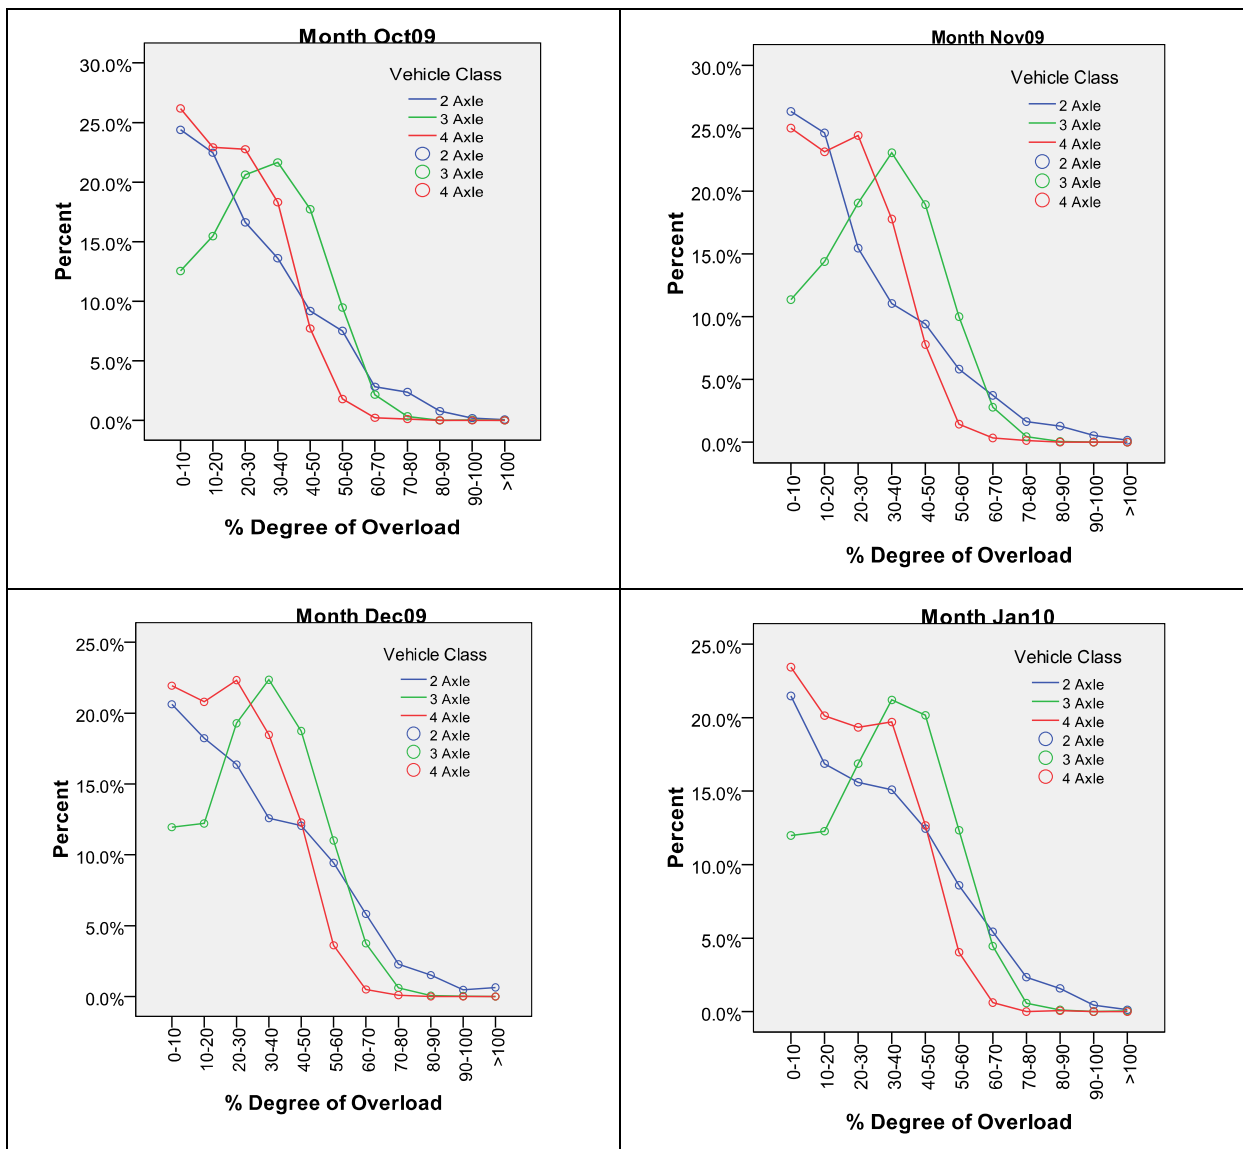 Month Oct09
Vehicle Class
2 Axle
3 Axle
4 Axle
2 Axle
3 Axle
4 Axle
30.0%
25.0%
20.0%
15.0%
10.0%
5.0%
0.0%
Percent
0-10
10-20
20-30
30-40
40-50
50-60
60-70
70-80
80-90
90-100
>100
% Degree of Overload
Month Nov09
Vehicle Class
2 Axle
3 Axle
4 Axle
2 Axle
3 Axle
4 Axle
30.0%
25.0%
20.0%
15.0%
10.0%
5.0%
0.0%
Percent
0-10
10-20
20-30
30-40
40-50
50-60
60-70
70-80
80-90
90-100
>100
% Degree of Overload
Month Dec09
Vehicle Class
2 Axle
3 Axle
4 Axle
2 Axle
3 Axle
4 Axle
25.0%
20.0%
15.0%
10.0%
5.0%
0.0%
Percent
0-10
10-20
20-30
30-40
40-50
50-60
60-70
70-80
80-90
90-100
>100
% Degree of Overload
Month Jan10
Vehicle Class
2 Axle
3 Axle
4 Axle
2 Axle
3 Axle
4 Axle
25.0%
20.0%
15.0%
10.0%
5.0%
0.0%
Percent
0-10
10-20
20-30
30-40
40-50
50-60
60-70
70-80
80-90
90-100
>100
% Degree of Overload